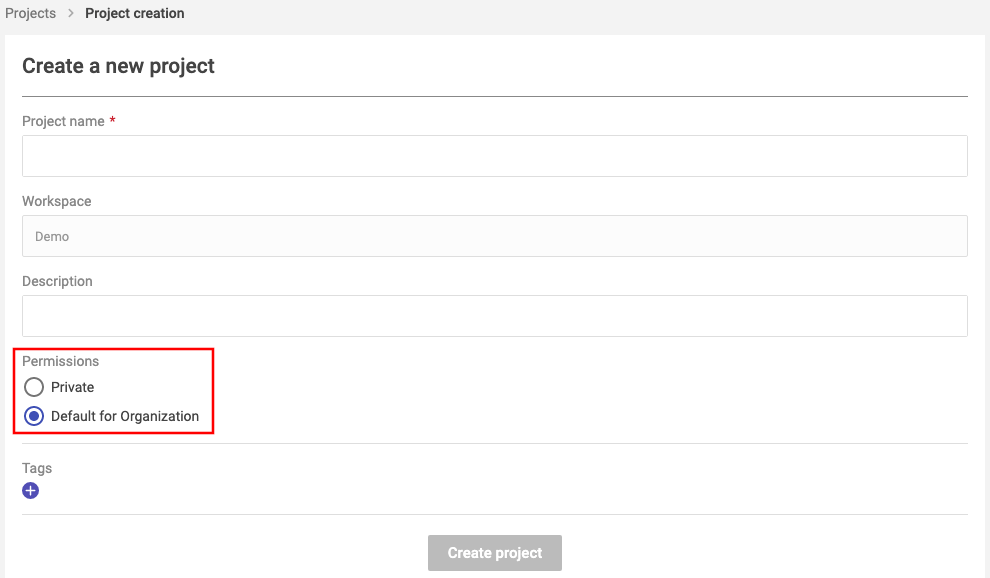 Projects > Project creation
Create a new project
Project name *
Workspace
Demo
Description
Permissions
Private
Default for Organization
Tags
Create project